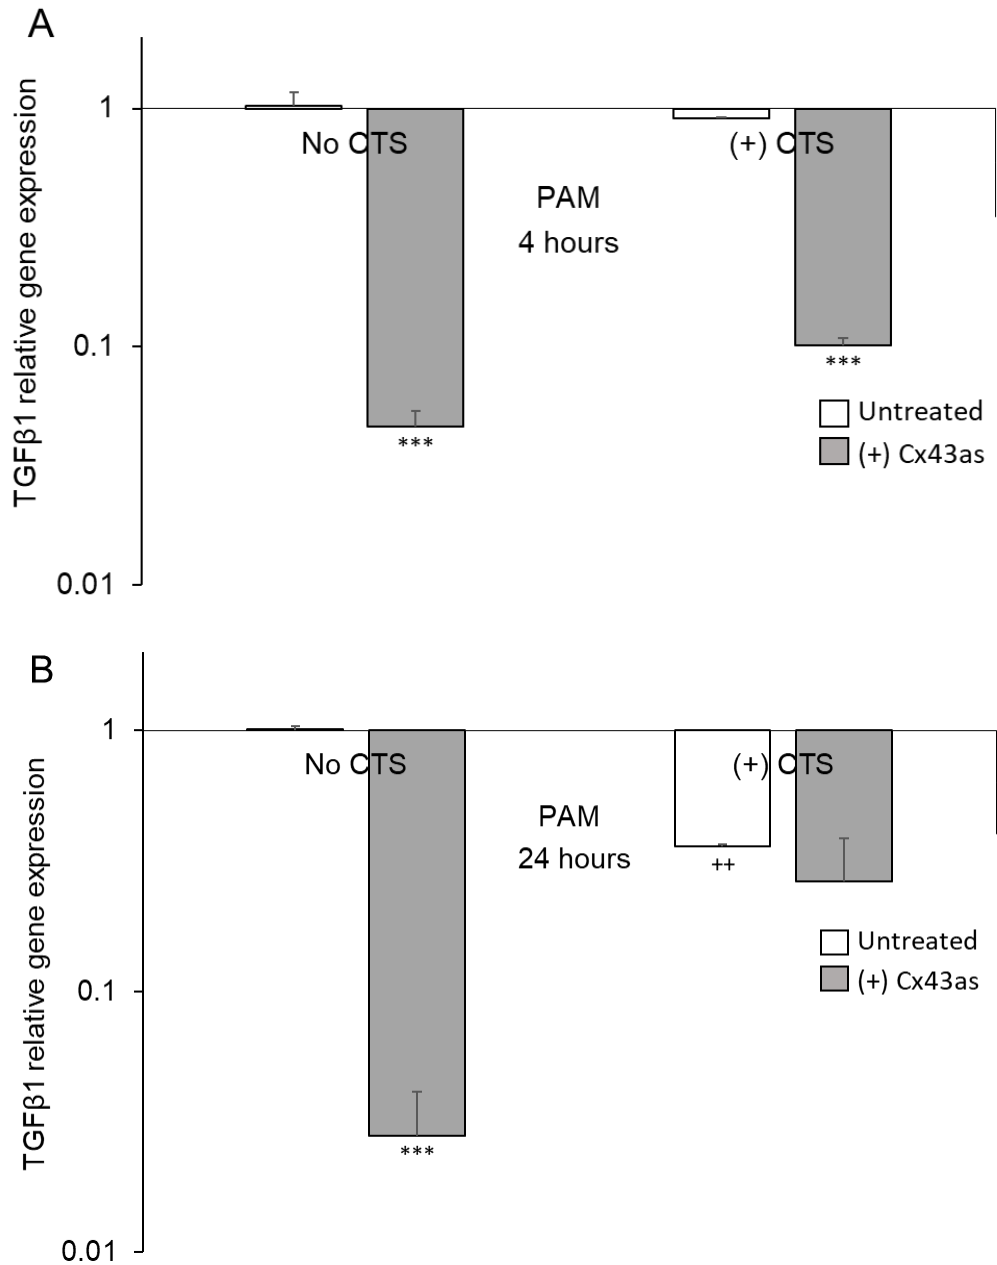 A
TGFβ1 relative gene expression
1
No CTS
(+) CTS
PAM
4 hours
0.1
***
***
Untreated
(+) Cx43as
0.01
B
TGFβ1 relative gene expression
1
No CTS
(+) CTS
PAM
24 hours
++
Untreated
(+) Cx43as
0.1
***
0.01